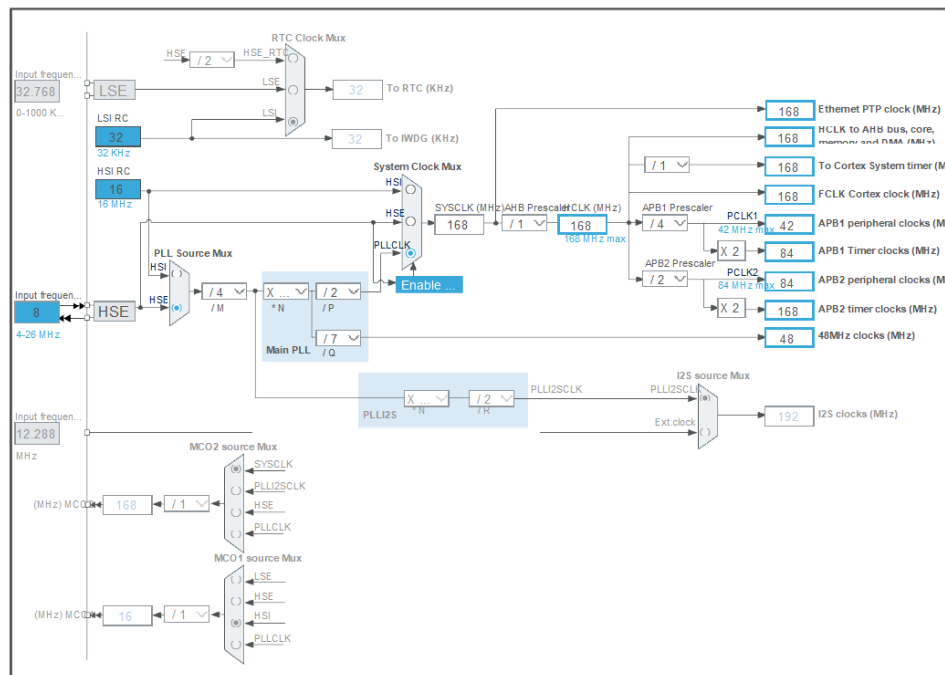 RTC Clock Mux
HSE
/ 2
HSE_RTC
Input frequen...
32.768
0-1000 K...
LSE
LSE
32
To RTC (KHz)
LSI
LSI RC
32
32 KHz
32
To IWDG (KHz)
HSI RC
16
16 MHz
System Clock Mux
HSI
HSE
PLLCLK
SYSCLK (MHz)
168
AHB Prescaler
/ 1
HCLK (MHz)
168
168 MHz max
Enable ...
168
Ethernet PTP clock (MHz)
168
HCLK to AHB bus, core,
memory and DMA (MHz)
/ 1
168
To Cortex System timer (M
168
FCLK Cortex clock (MHz)
APB1 Prescaler
/ 4
PCLK1
42 MHz max
42
APB1 peripheral clocks (M
X 2
84
APB1 Timer clocks (MHz)
APB2 Prescaler
/ 2
PCLK2
84 MHz max
84
APB2 peripheral clocks (M
X 2
168
APB2 timer clocks (MHz)
48
48MHz clocks (MHz)
PLL Source Mux
HSI
HSE
Input frequen...
8
4-26 MHz
HSE
/ 4
/ M
X ...
* N
/ 2
/ P
/ 7
/ Q
Main PLL
PLLI2S
X ...
* N
/ 2
/ R
PLLI2SCLK
I2S source Mux
PLLI2SCLK
Ext.clock
192
I2S clocks (MHz)
Input frequen...
12.288
MHz
MCO2 source Mux
SYSCLK
PLLI2SCLK
HSE
PLLCLK
(MHz)
168
/ 1
MCO1 source Mux
LSE
HSE
HSI
PLLCLK
(MHz)
16
/ 1